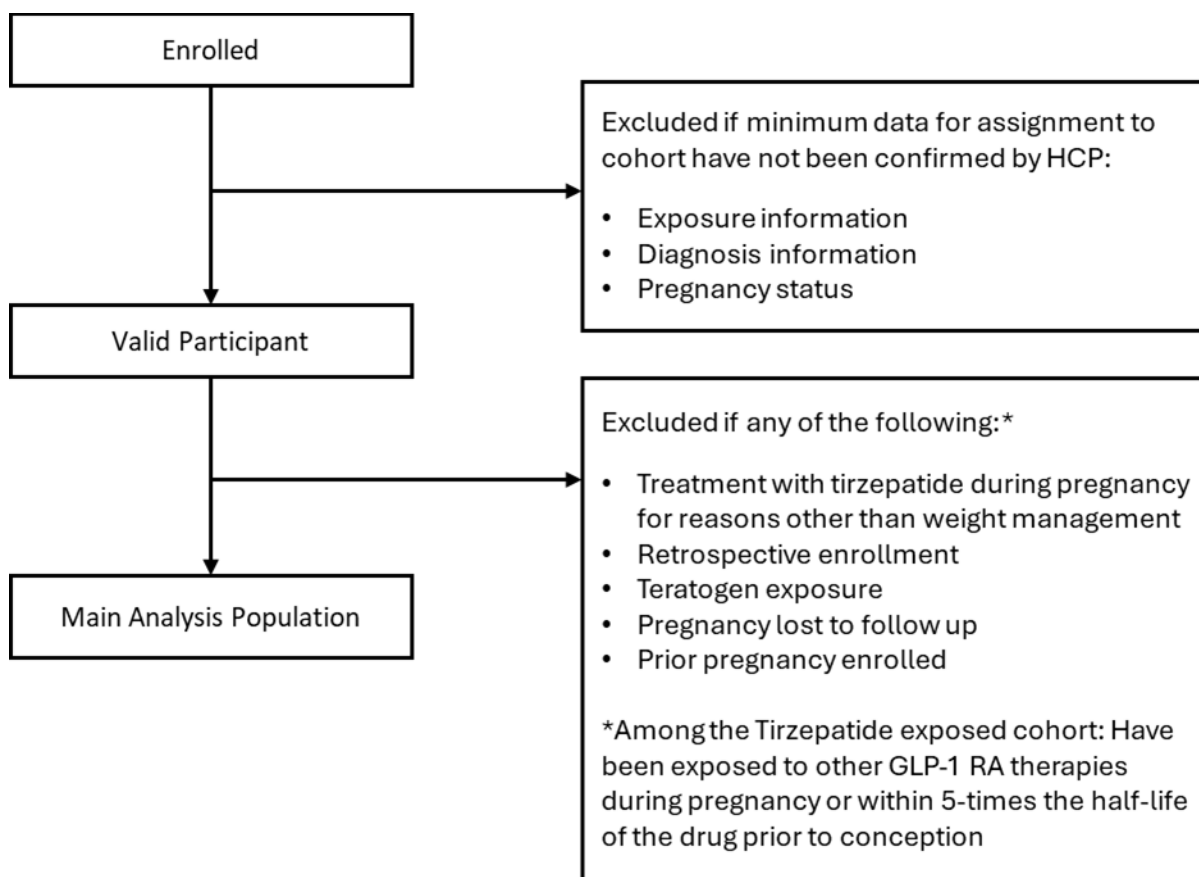 Enrolled
Excluded if minimum data for assignment to
cohort have not been confirmed by HCP:
• Exposure information
• Diagnosis information
• Pregnancy status
Valid Participant
Excluded if any of the following:*
• Treatment with tirzepatide during pregnancy
for reasons other than weight management
• Retrospective enrollment
• Teratogen exposure
• Pregnancy lost to follow up
• Prior pregnancy enrolled
*Among the Tirzepatide exposed cohort: Have
been exposed to other GLP-1 RA therapies
during pregnancy or within 5-times the half-life
of the drug prior to conception
Main Analysis Population